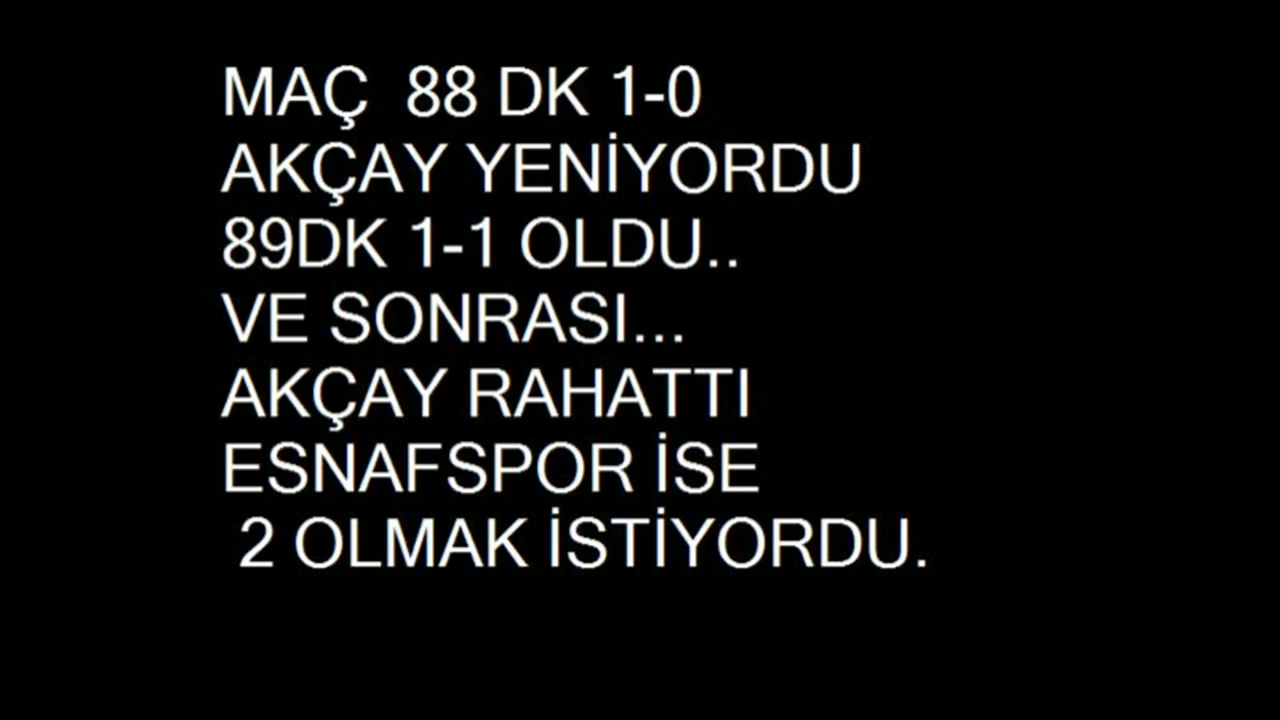 MAÇ  88 DK 1-0
AKÇAY YENİYORDU
89DK 1-1 OLDU..
VE SONRASI...
AKÇAY RAHATTI
ESNAFSPOR İSE
2 OLMAK İSTİYORDU.